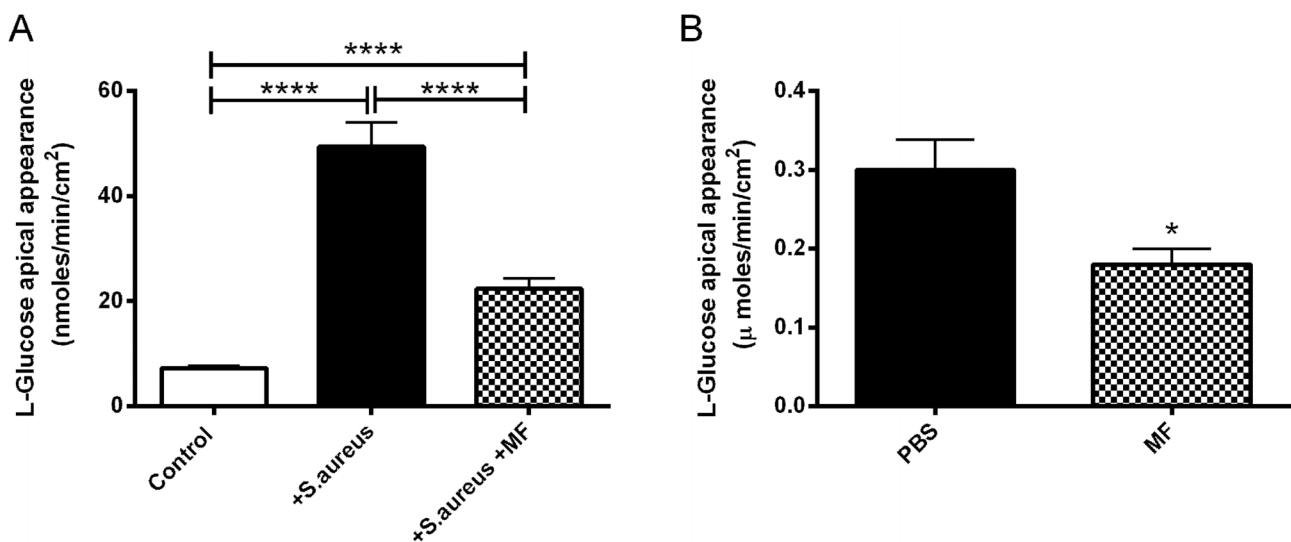 A
L-Glucose apical appearance
(nmoles/min/cm²)
60
40
20
0
****
****
****
Control
+S.aureus
+S.aureus +MF
B
L-Glucose apical appearance
(μ moles/min/cm²)
0.4
0.3
0.2
0.1
0.0
*
PBS
MF